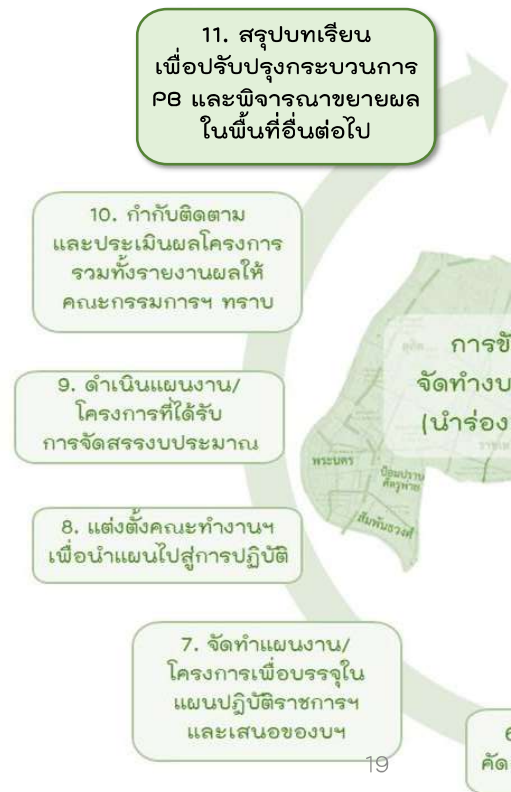 11. สรุปบทเรียน
เพื่อปรับปรุงกระบวนการ
PB และพิจารณาขยายผล
ในพื้นที่อื่นต่อไป
10. กำกับติดตาม
และประเมินผลโครงการ
รวมทั้งรายงานผลให้
คณะกรรมการฯ ทราบ
9. ดำเนินแผนงาน/
โครงการที่ได้รับ
การจัดสรรงบประมาณ
8. แต่งตั้งคณะทำงานฯ
เพื่อนำแผนไปสู่การปฏิบัติ
7. จัดทำแผนงาน/
โครงการเพื่อบรรจุใน
แผนปฏิบัติราชการฯ
และเสนอของบฯ
19
6
คัด
การขั
จัดทำงบ
(นำร่อง
ดุสิต
พระนคร
ป้อมปราบ
ศัตรูพ่าย
สัมพันธวงศ์